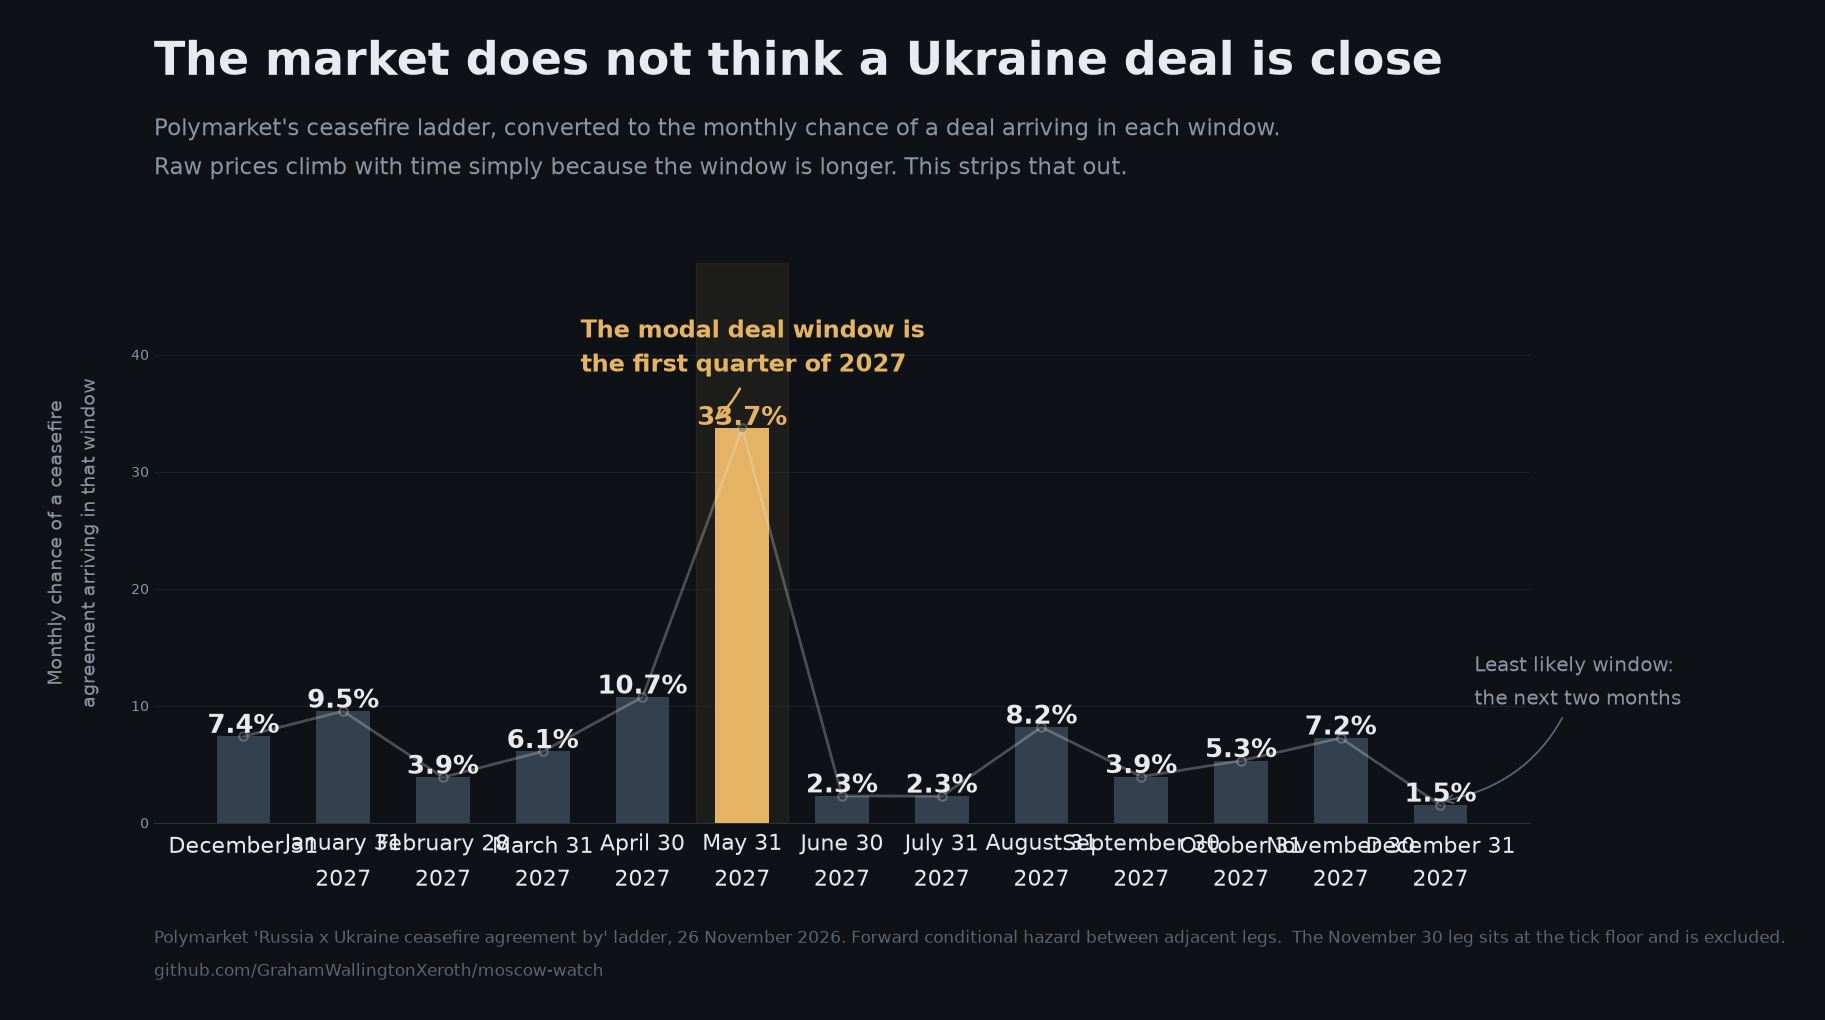 The market does not think a Ukraine deal is close
Polymarket's ceasefire ladder, converted to the monthly chance of a deal arriving in each window.
Raw prices climb with time simply because the window is longer. This strips that out.
Monthly chance of a ceasefire
agreement arriving in that window
The modal deal window is
the first quarter of 2027
40
30
20
10
0
7.4%
9.5%
3.9%
6.1%
10.7%
33.7%
2.3%
2.3%
8.2%
3.9%
5.3%
7.2%
1.5%
Least likely window:
the next two months
December 31
January 31
2027
February 28
2027
March 31
2027
April 30
2027
May 31
2027
June 30
2027
July 31
2027
August 31
2027
September 30
2027
October 31
2027
November 30
2027
December 31
2027
Polymarket 'Russia x Ukraine ceasefire agreement by' ladder, 26 November 2026. Forward conditional hazard between adjacent legs.  The November 30 leg sits at the tick floor and is excluded.
github.com/GrahamWallingtonXeroth/moscow-watch